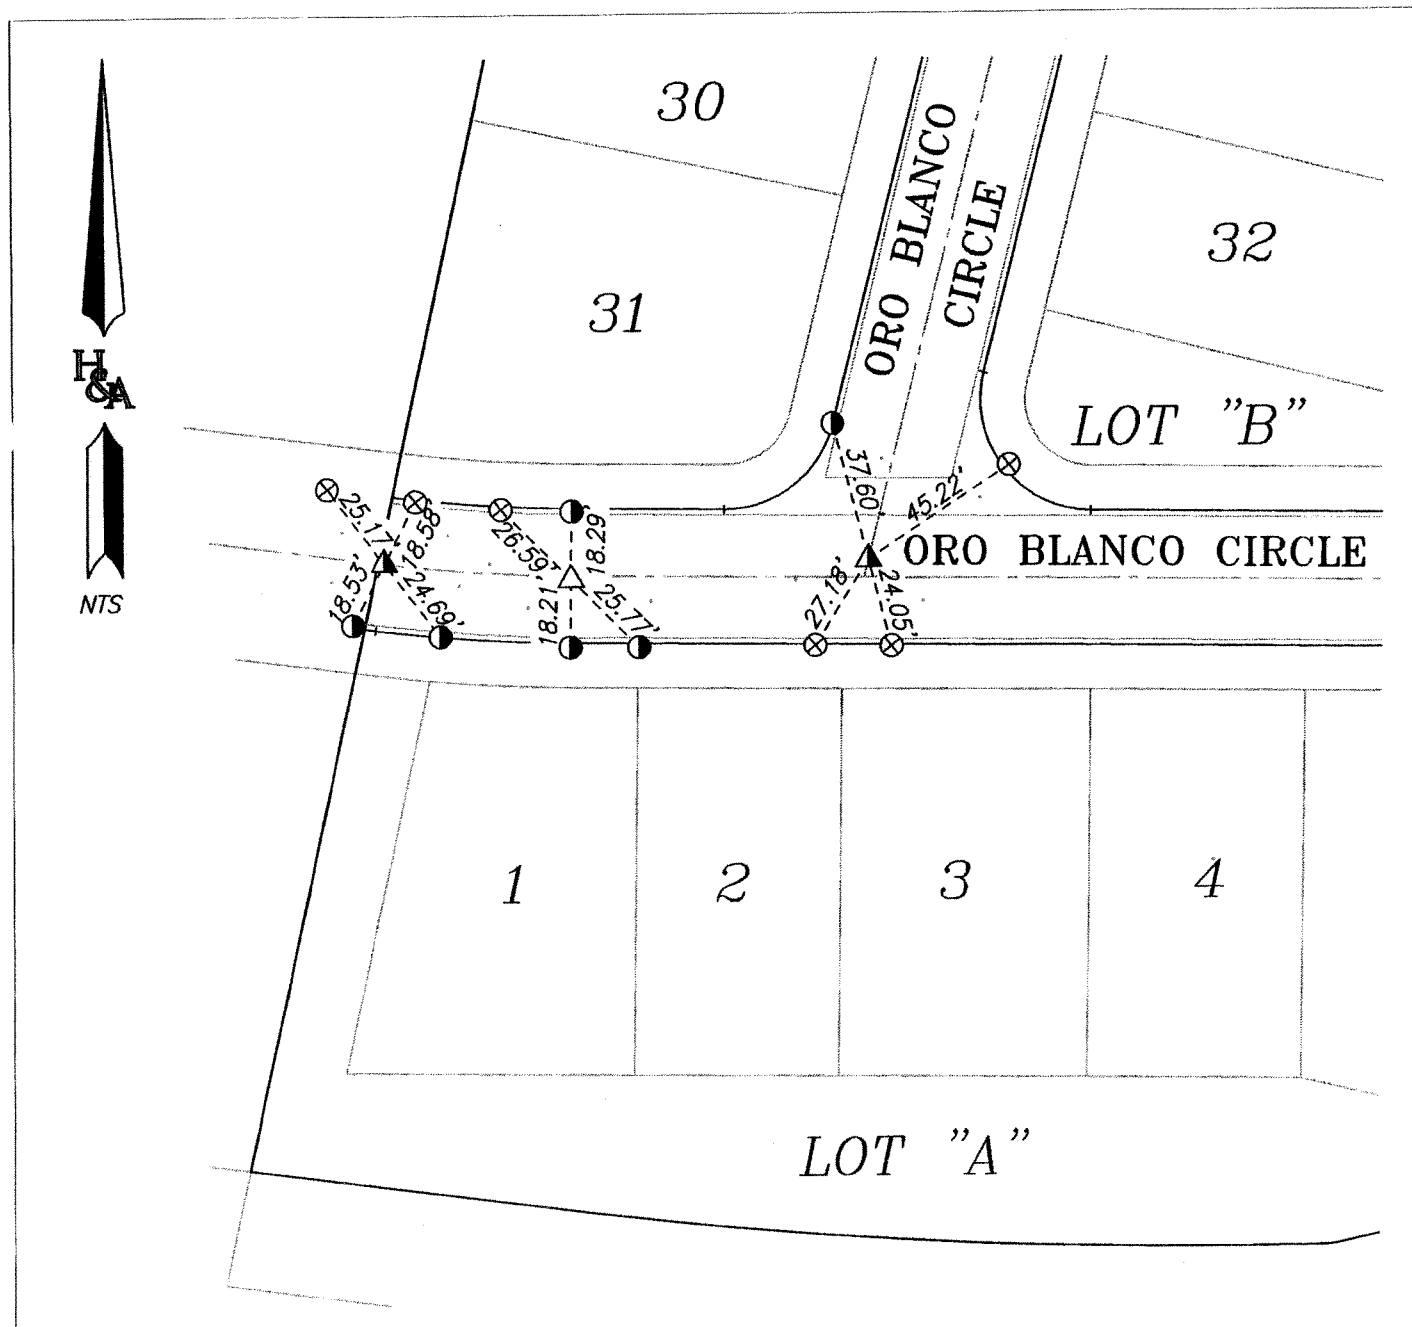 30
ORO BLANCO
CIRCLE
32
31
H&A
LOT "B"
NTS
37.60'
45.22'
25.17'
18.58'
26.59'
18.29'
ORO BLANCO CIRCLE
18.53'
24.69'
18.21'
25.77'
27.18'
24.05'
1
2
3
4
LOT "A"